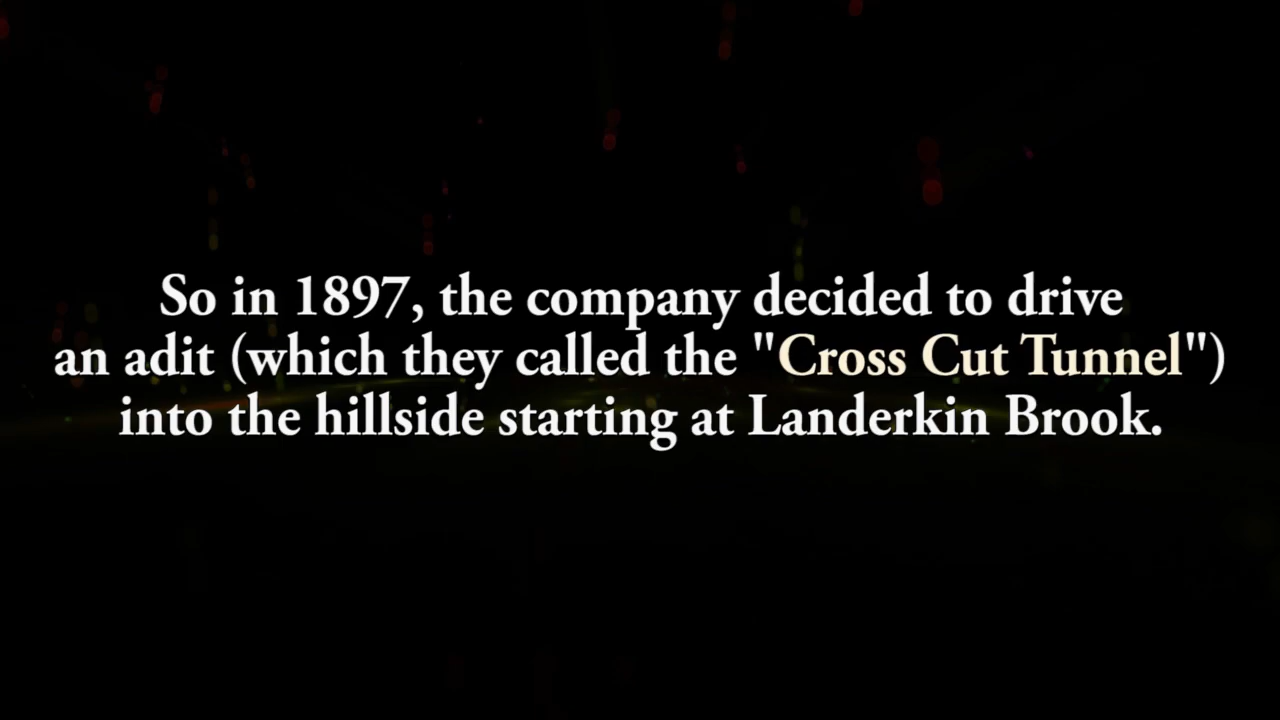 So in 1897, the company decided to drive
an adit (which they called the "Cross Cut Tunnel")
into the hillside starting at Landerkin Brook.